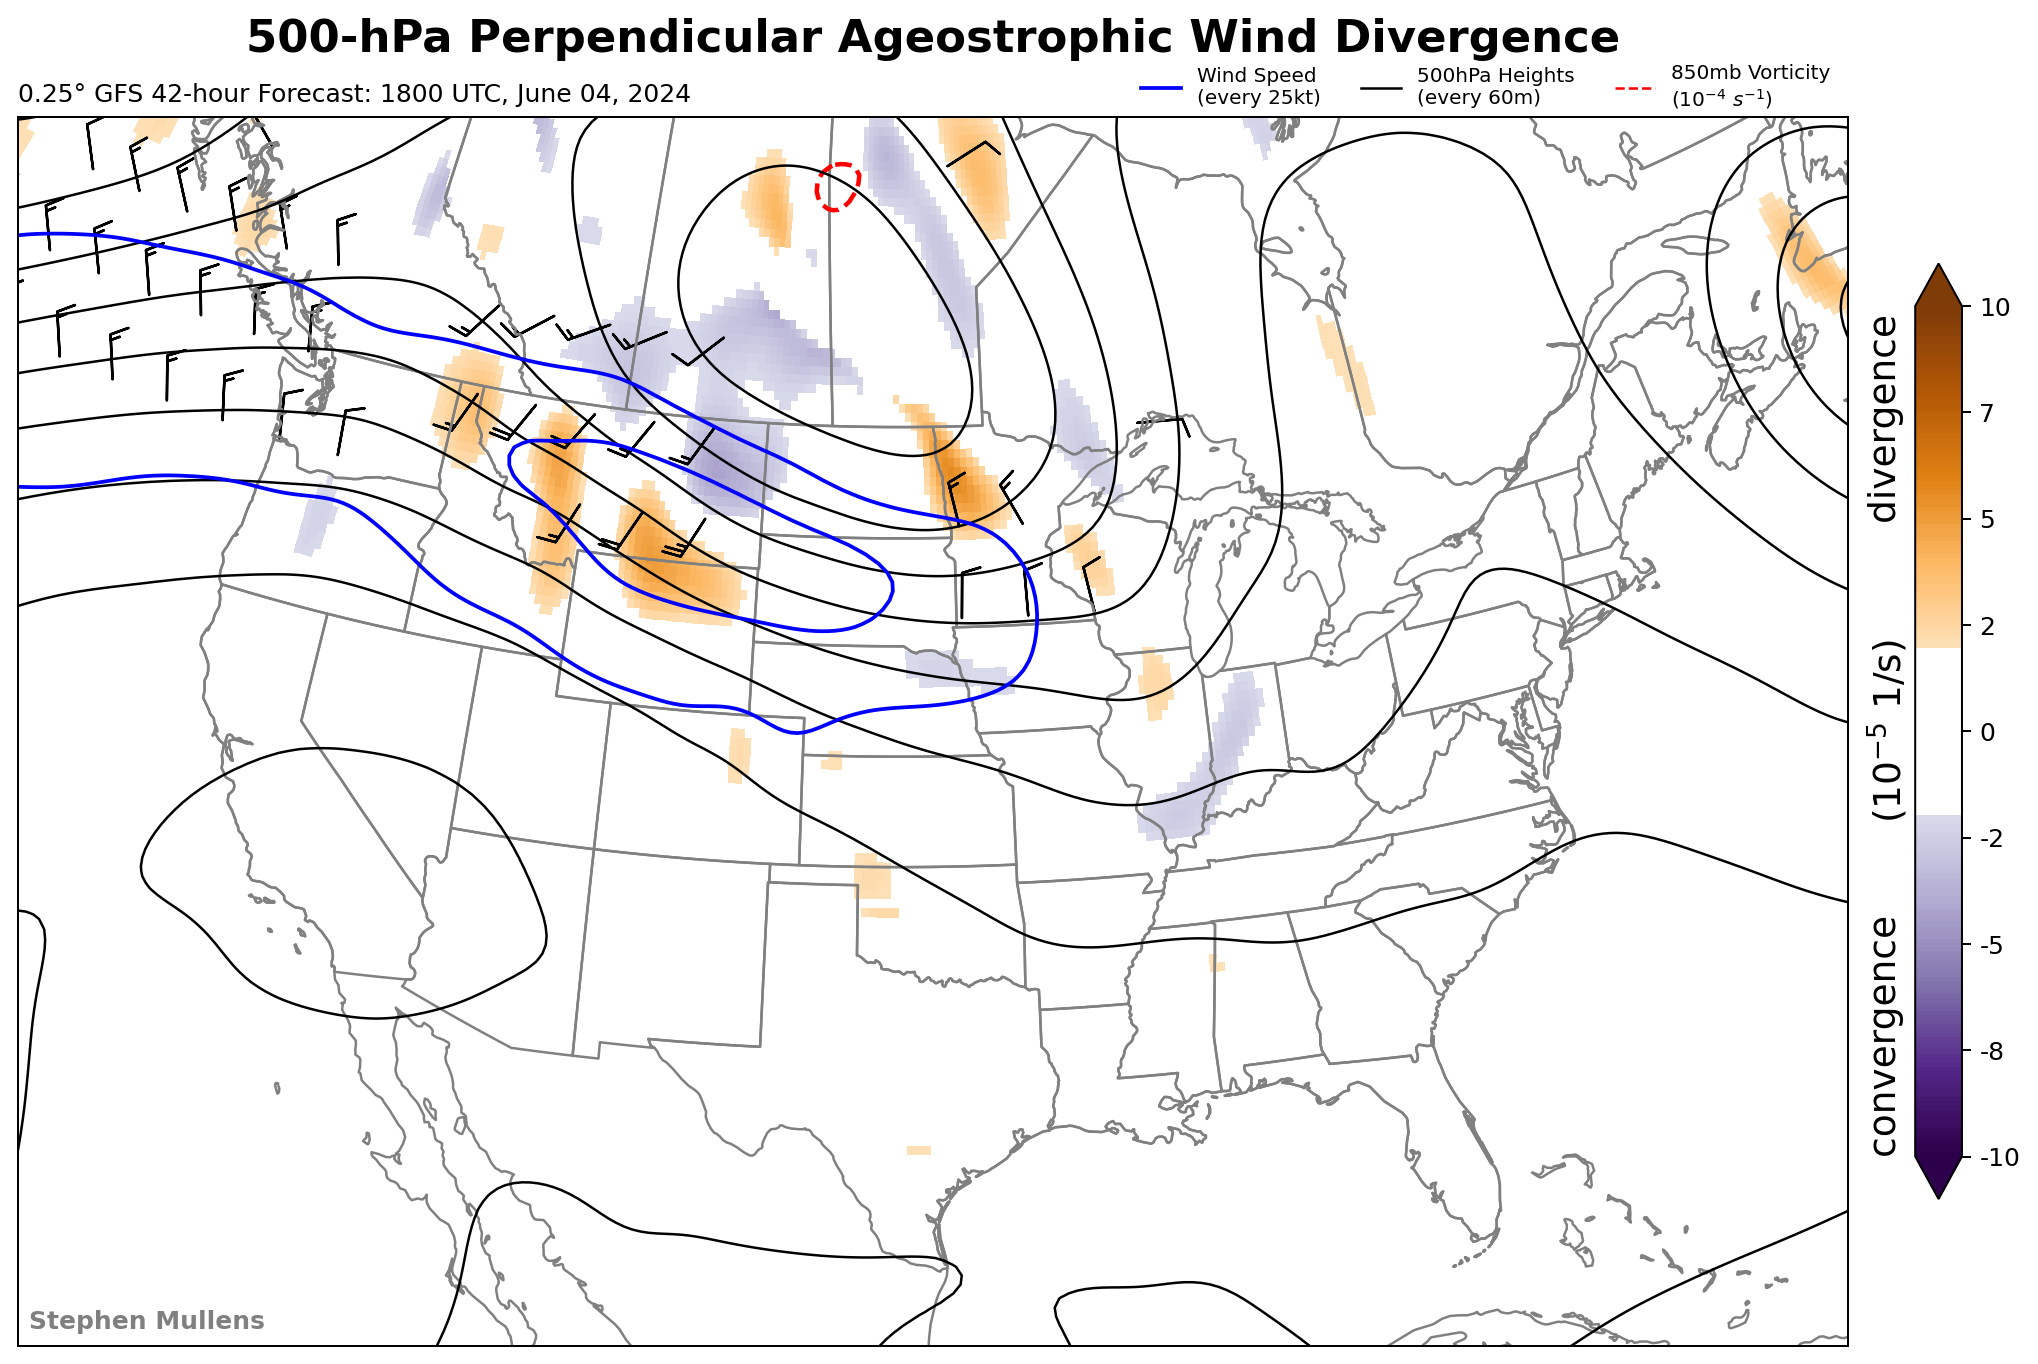 500-hPa Perpendicular Ageostrophic Wind Divergence
0.25° GFS 42-hour Forecast: 1800 UTC, June 04, 2024
Wind Speed
(every 25kt)
500hPa Heights
(every 60m)
850mb Vorticity
(10⁻⁴ s⁻¹)
10
7
5
2
0
-2
-5
-8
-10
convergence (10⁻⁵ 1/s) divergence
Stephen Mullens